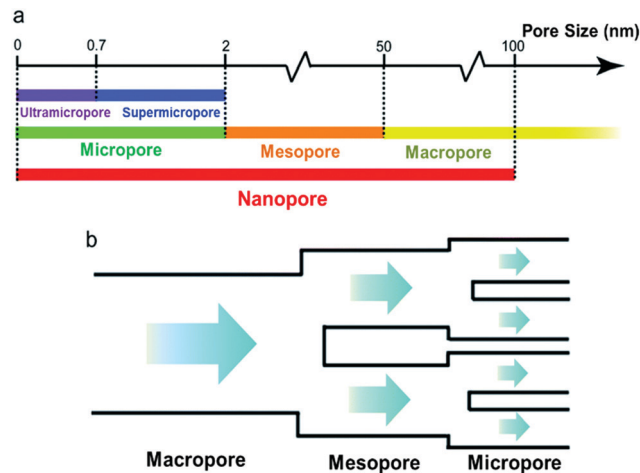 a
Pore Size (nm)
0 0.7 2 50 100
Ultramicropore Supermicropore
Micropore Mesopore Macropore
Nanopore
b
Macropore Mesopore Micropore